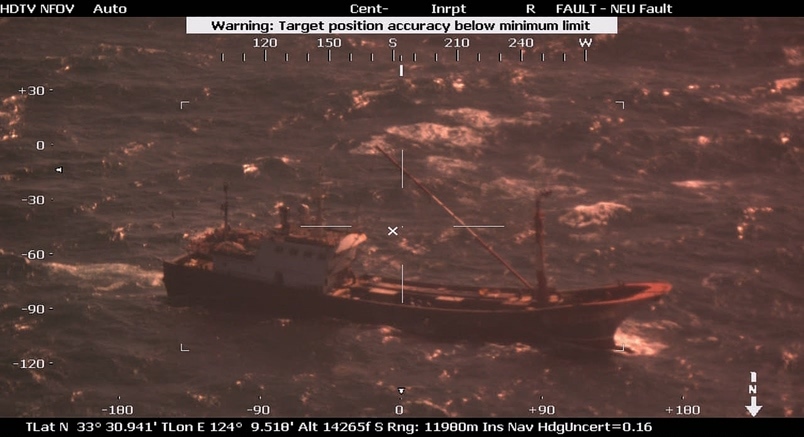 HDTV NFOV Auto Cent- Inrpt R FAULT - NEU Fault
Warning: Target position accuracy below minimum limit
120 150 S 210 240 W
+30
0
-30
-60
-90
-120
-180 -90 0 +90 +180
N
TLat N 33° 30.941' TLon E 124° 9.518' Alt 14265f S Rng: 11980m Ins Nav HdgUncert=0.16